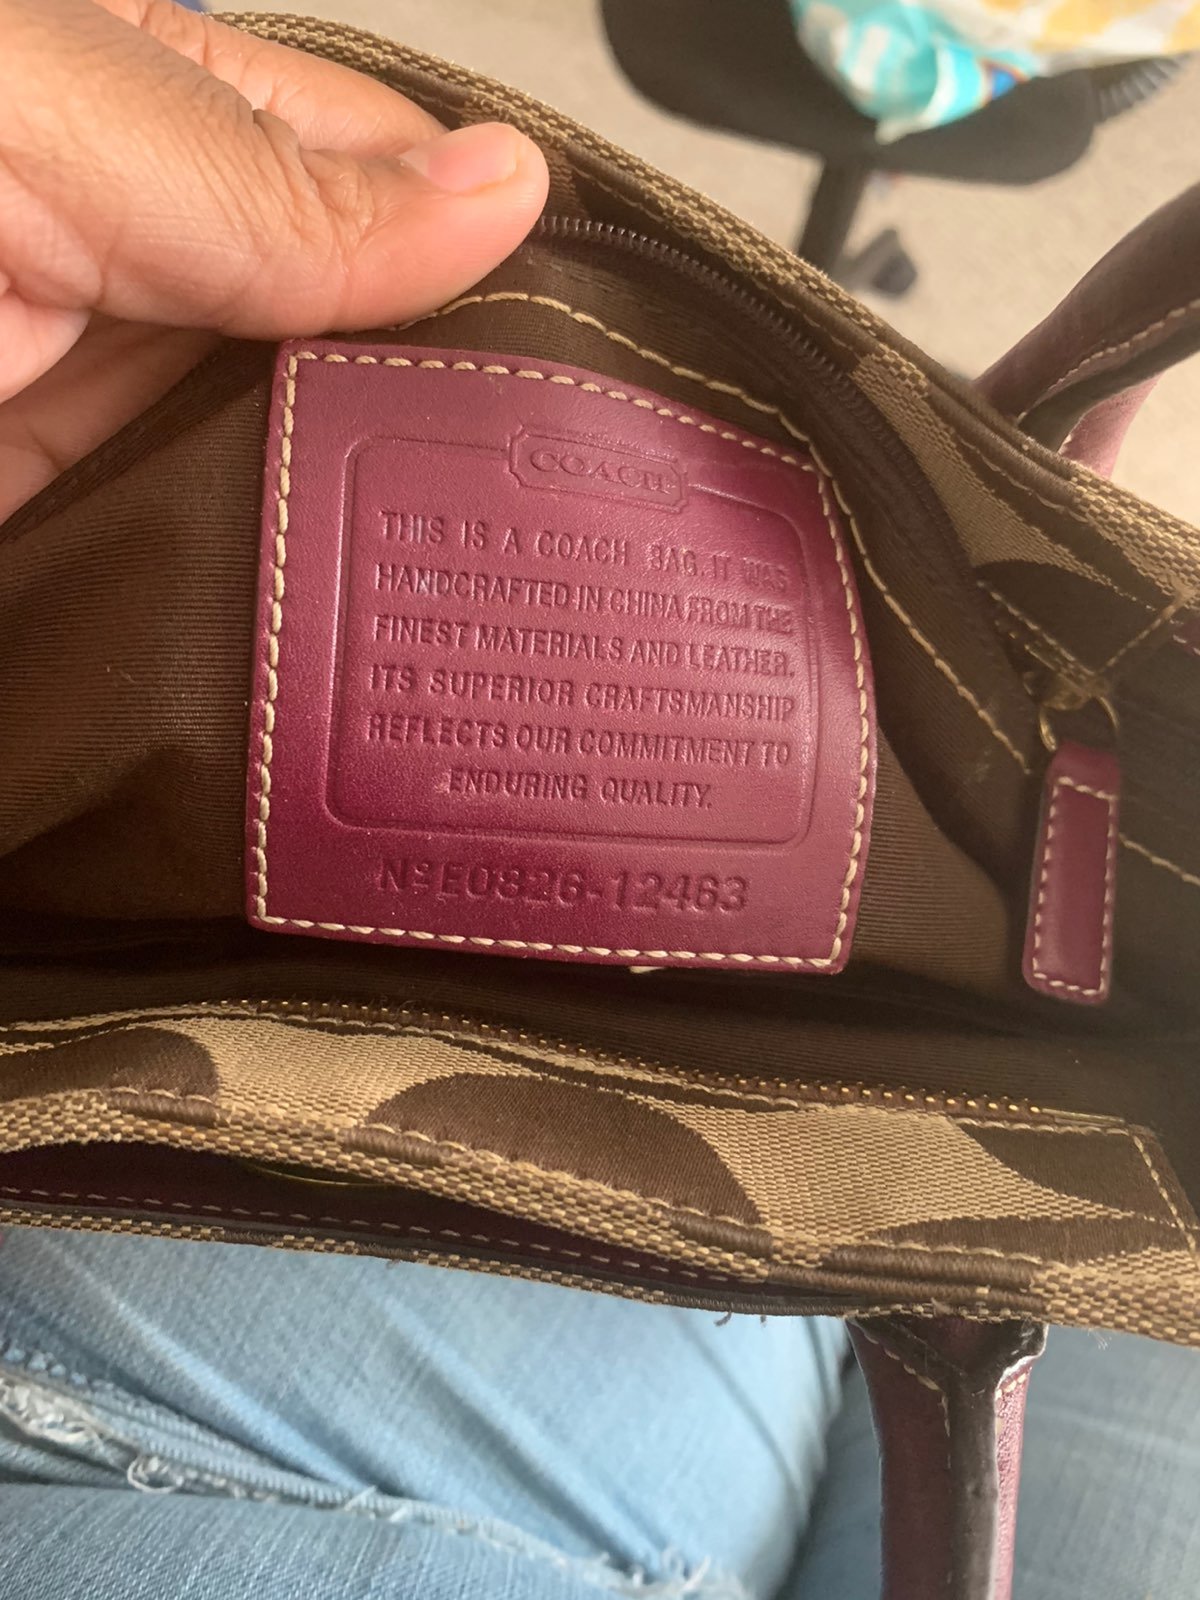 COACH
THIS IS A COACH BAG. IT WAS
HANDCRAFTED IN CHINA FROM THE
FINEST MATERIALS AND LEATHER.
ITS SUPERIOR CRAFTSMANSHIP
REFLECTS OUR COMMITMENT TO
ENDURING QUALITY.
Nº E0826-12463